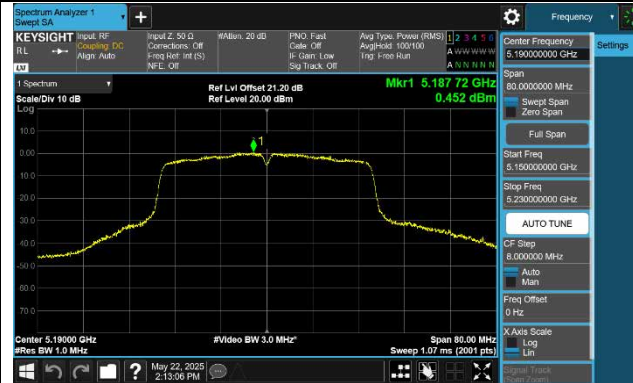 Spectrum Analyzer 1
Swept SA
Frequency
KEYSIGHT
RL
Input: RF
Coupling: DC
Align: Auto
Input Z: 50 Ω
Corrections: Off
Freq Ref: Int (S)
NFE: Off
#Atten: 20 dB
PNO: Fast
Gate: Off
IF Gain: Low
Sig Track: Off
Avg Type: Power (RMS)
Avg|Hold: 100/100
Trig: Free Run
1 2 3 4 5 6
A W W W W W
A N N N N N
LXI
1 Spectrum
Scale/Div 10 dB
Log
Ref Lvl Offset 21.20 dB
Ref Level 20.00 dBm
Mkr1 5.187 72 GHz
0.452 dBm
1
10.0
0.00
-10.0
-20.0
-30.0
-40.0
-50.0
-60.0
-70.0
Center 5.19000 GHz
#Res BW 1.0 MHz
#Video BW 3.0 MHz*
Span 80.00 MHz
Sweep 1.07 ms (2001 pts)
May 22, 2025
2:13:06 PM
Center Frequency
5.190000000 GHz
Settings
Span
80.0000000 MHz
Swept Span
Zero Span
Full Span
Start Freq
5.150000000 GHz
Stop Freq
5.230000000 GHz
AUTO TUNE
CF Step
8.000000 MHz
Auto
Man
Freq Offset
0 Hz
X Axis Scale
Log
Lin
Signal Track
(Span Zoom)